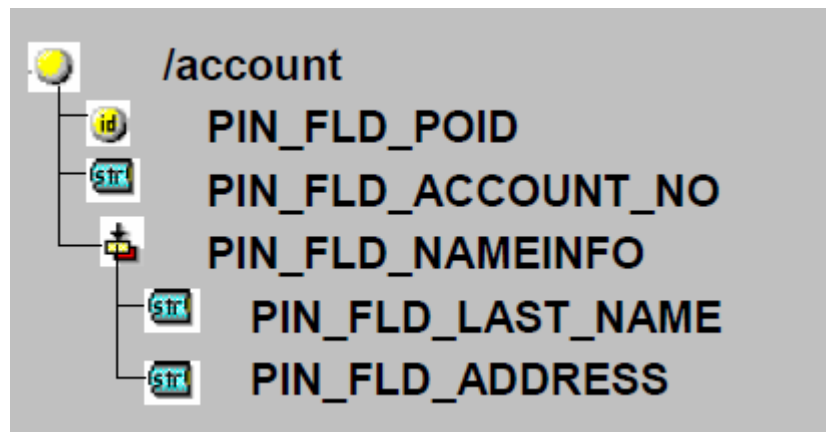 /account
id PIN_FLD_POID
str PIN_FLD_ACCOUNT_NO
PIN_FLD_NAMEINFO
str PIN_FLD_LAST_NAME
str PIN_FLD_ADDRESS